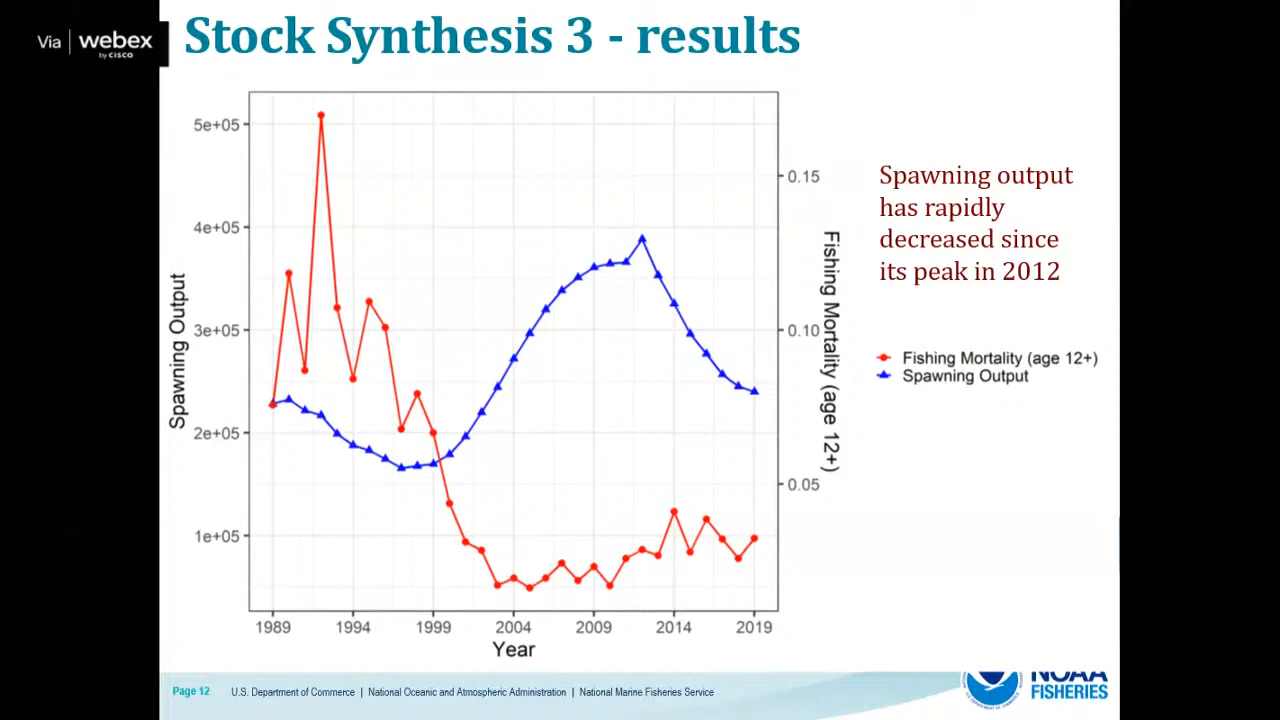 Via webex
by CISCO
Stock Synthesis 3 - results
5e+05
4e+05
3e+05
2e+05
1e+05
Spawning Output
0.15
0.10
0.05
Fishing Mortality (age 12+)
1989 1994 1999 2004 2009 2014 2019
Year
Spawning output
has rapidly
decreased since
its peak in 2012
Fishing Mortality (age 12+)
Spawning Output
Page 12 U.S. Department of Commerce | National Oceanic and Atmospheric Administration | National Marine Fisheries Service
NOAA
FISHERIES